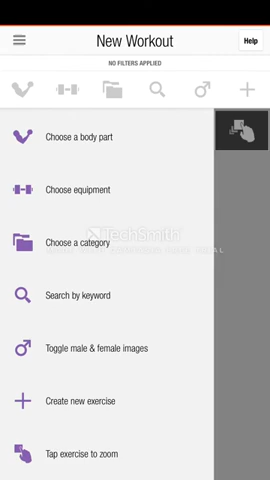 New Workout
Help
NO FILTERS APPLIED
Choose a body part
Choose equipment
TechSmith
Choose a category
Search by keyword
Toggle male & female images
Create new exercise
Tap exercise to zoom